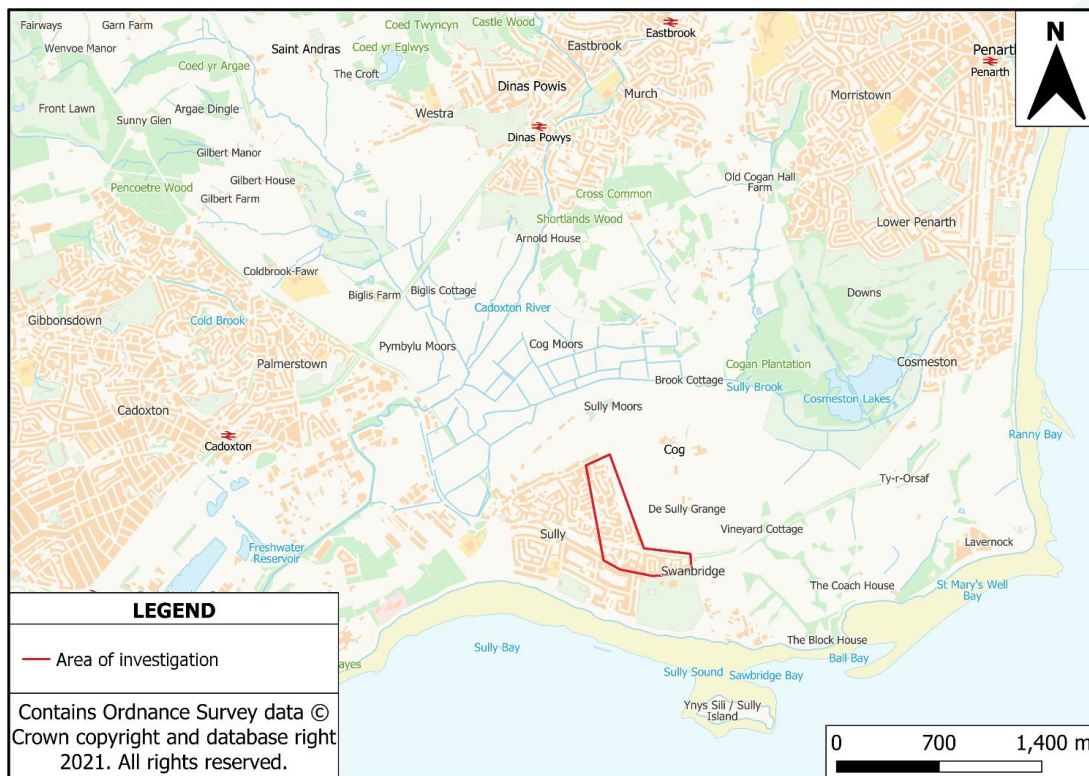 Fairways
Garn Farm
Coed Twyncyn
Castle Wood
Wenvoe Manor
Saint Andras
Coed yr Eglwys
Eastbrook
Eastbrook
Penarth
N
Coed yr Argae
The Croft
Penarth
Dinas Powis
Murch
Morristown
Front Lawn
Argae Dingle
Westra
Sunny Glen
Dinas Powys
Gilbert Manor
Gilbert House
Pencoetre Wood
Gilbert Farm
Cross Common
Old Cogan Hall
Farm
Shortlands Wood
Lower Penarth
Arnold House
Coldbrook-Fawr
Biglis Farm
Biglis Cottage
Downs
Cadoxton River
Gibbonsdown
Cold Brook
Pymbylu Moors
Cog Moors
Palmerstown
Cogan Plantation
Cosmeston
Brook Cottage
Sully Brook
Cosmeston Lakes
Cadoxton
Sully Moors
Cadoxton
Cog
Ranny Bay
Ty-r-Orsaf
De Sully Grange
Vineyard Cottage
Sully
Lavernock
Freshwater
Reservoir
Swanbridge
The Coach House
St Mary's Well
Bay
The Block House
Sully Bay
Ball Bay
ayes
Sully Sound
Sawbridge Bay
Ynys Sili / Sully
Island
LEGEND
Area of investigation
Contains Ordnance Survey data ©
Crown copyright and database right
2021. All rights reserved.
0 700 1,400 m